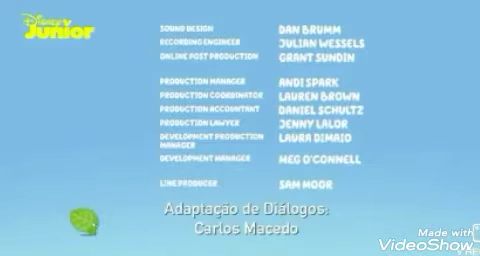 Disney
Junior
SOUND DESIGN DAN BRUMM
RECORDING ENGINEER JULIAN WESSELS
ONLINE POST PRODUCTION GRANT SUNDIN
PRODUCTION MANAGER ANDI SPARK
PRODUCTION COORDINATOR LAUREN BROWN
PRODUCTION ACCOUNTANT DANIEL SCHULTZ
PRODUCTION LAWYER JENNY LALOR
DEVELOPMENT PRODUCTION LAURA DIMAIO
MANAGER
DEVELOPMENT MANAGER MEG O'CONNELL
LINE PRODUCER SAM MOOR
Adaptação de Diálogos:
Carlos Macedo
Made with
VideoShow